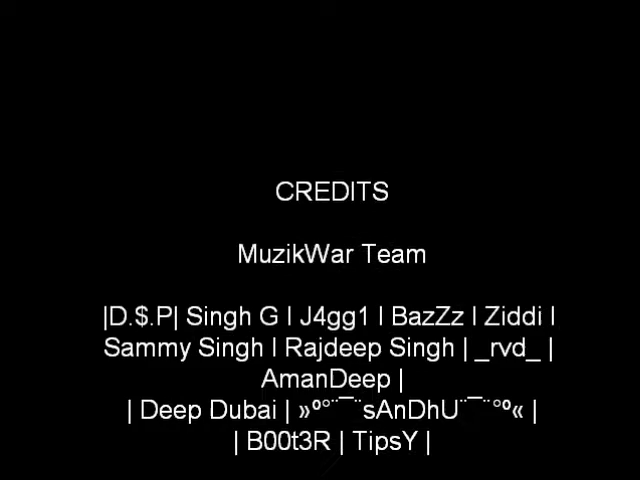 CREDITS
MuzikWar Team
|D.$.P| Singh G I J4gg1 I BazZz I Ziddi I
Sammy Singh I Rajdeep Singh | _rvd_ |
AmanDeep |
| Deep Dubai | »º°¨¯¨sAnDhU¨¯¨°º« |
| B00t3R | TipsY |